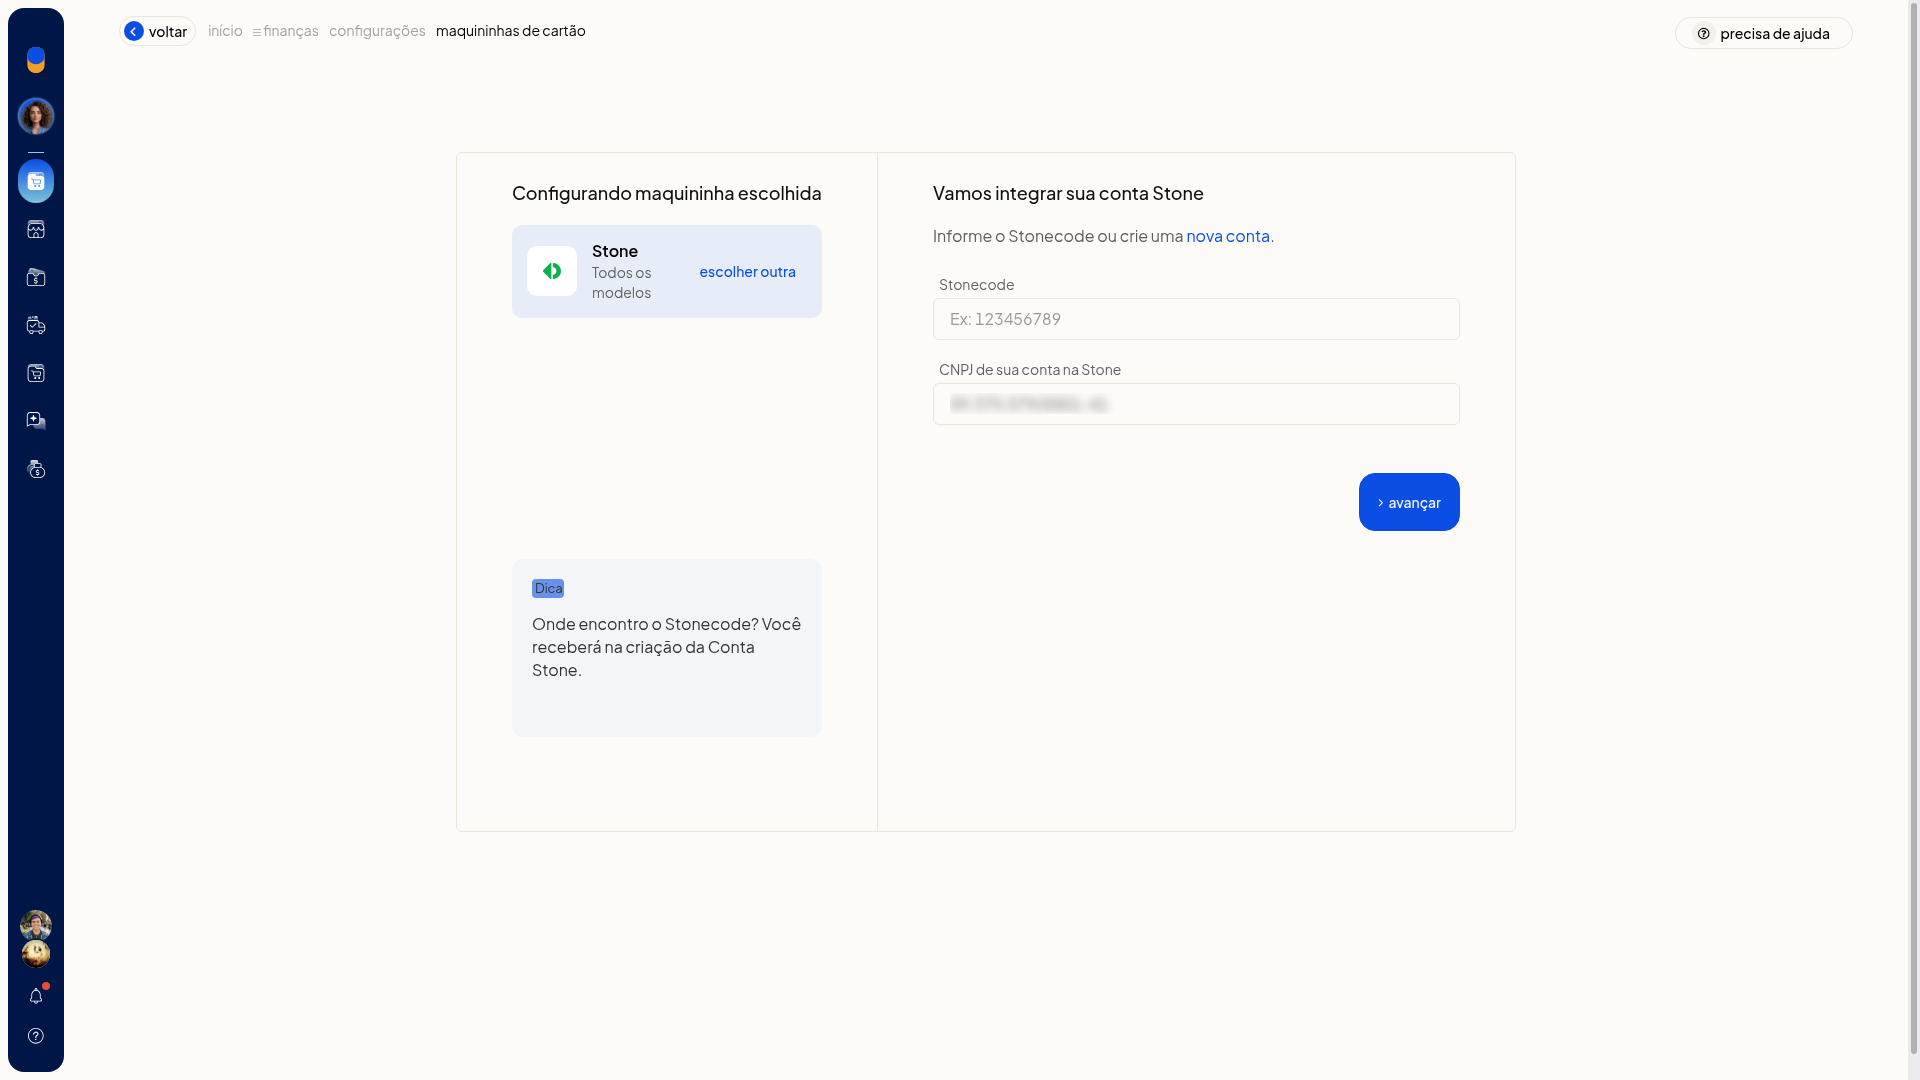 voltar
início
finanças
configurações
maquininhas de cartão
precisa de ajuda
Configurando maquininha escolhida
Stone
Todos os
modelos
escolher outra
Dica
Onde encontro o Stonecode? Você
receberá na criação da Conta
Stone.
Vamos integrar sua conta Stone
Informe o Stonecode ou crie uma nova conta.
Stonecode
Ex: 123456789
CNPJ de sua conta na Stone
avançar